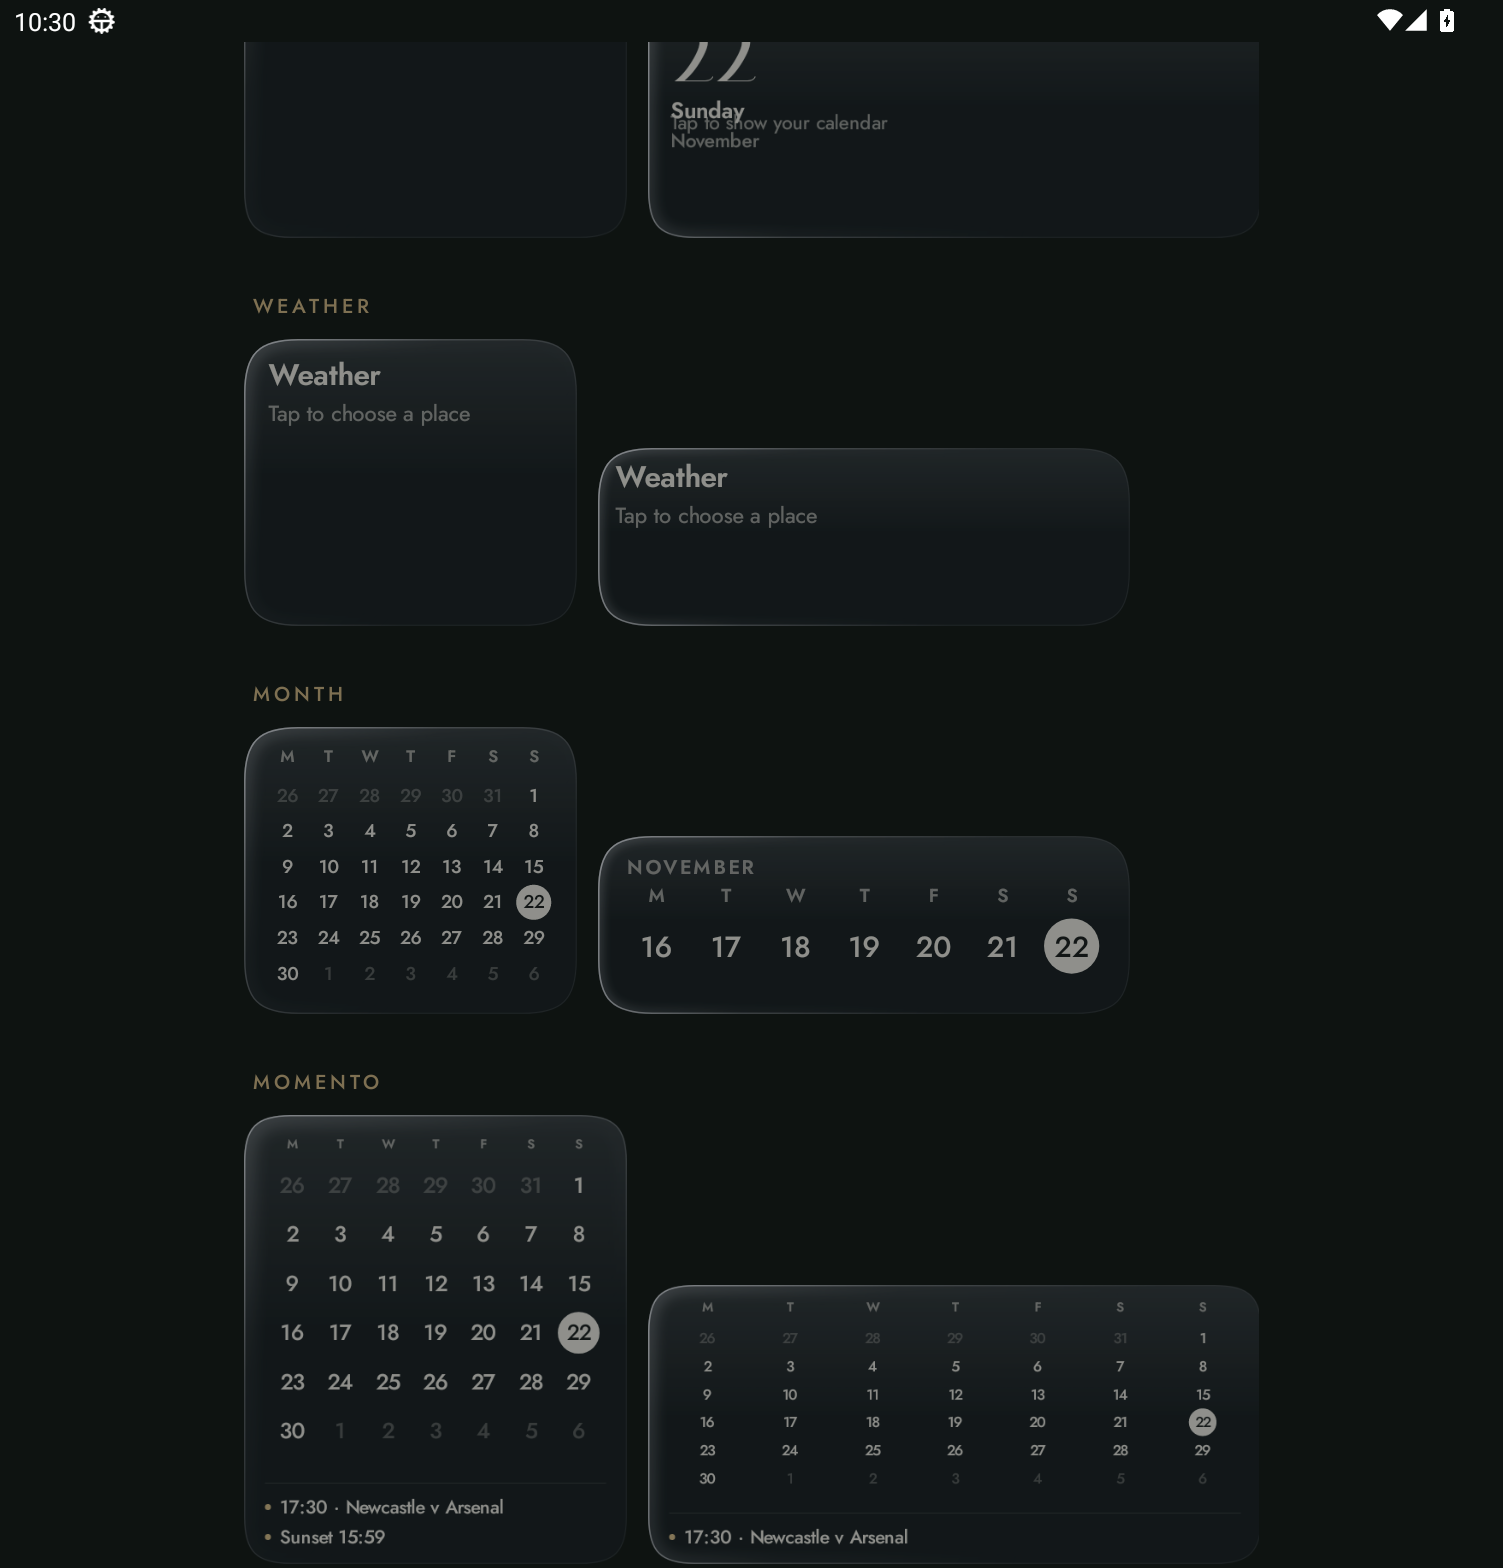 10:30
22
Sunday
Tap to show your calendar
November
WEATHER
Weather
Tap to choose a place
Weather
Tap to choose a place
MONTH
M T W T F S S
26 27 28 29 30 31 1
2 3 4 5 6 7 8
9 10 11 12 13 14 15
16 17 18 19 20 21 22
23 24 25 26 27 28 29
30 1 2 3 4 5 6
NOVEMBER
M T W T F S S
16 17 18 19 20 21 22
MOMENTO
M T W T F S S
26 27 28 29 30 31 1
2 3 4 5 6 7 8
9 10 11 12 13 14 15
16 17 18 19 20 21 22
23 24 25 26 27 28 29
30 1 2 3 4 5 6
• 17:30 · Newcastle v Arsenal
• Sunset 15:59
M T W T F S S
26 27 28 29 30 31 1
2 3 4 5 6 7 8
9 10 11 12 13 14 15
16 17 18 19 20 21 22
23 24 25 26 27 28 29
30 1 2 3 4 5 6
• 17:30 · Newcastle v Arsenal